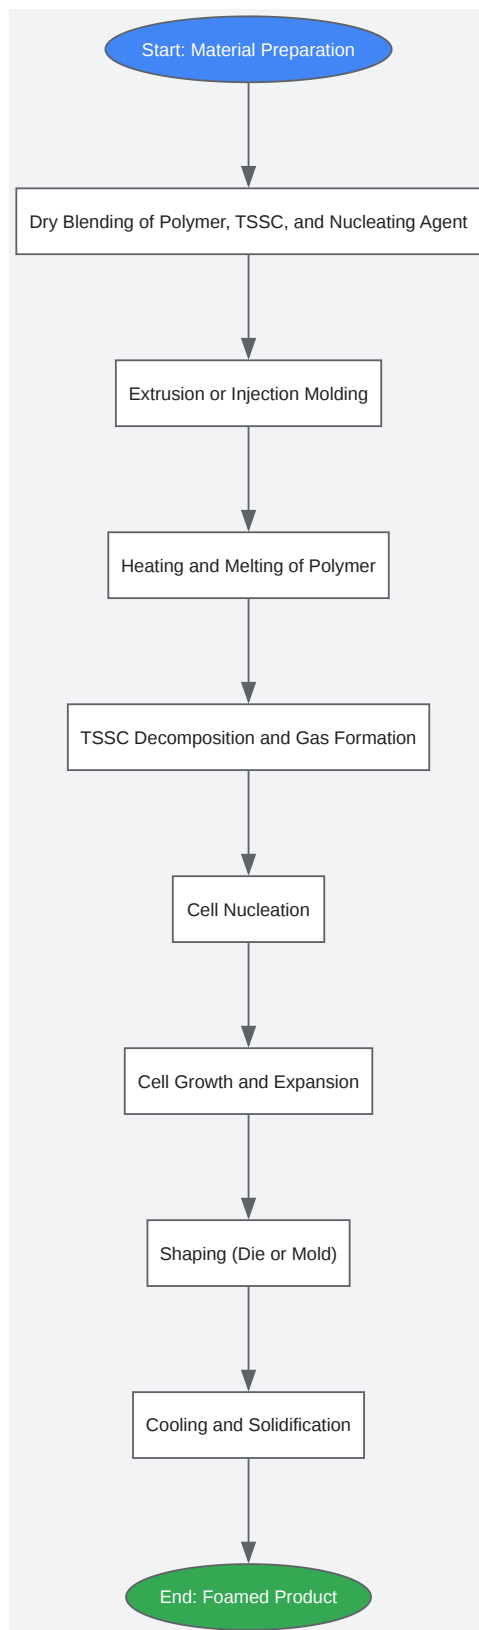 Start: Material Preparation
Dry Blending of Polymer, TSSC, and Nucleating Agent
Extrusion or Injection Molding
Heating and Melting of Polymer
TSSC Decomposition and Gas Formation
Cell Nucleation
Cell Growth and Expansion
Shaping (Die or Mold)
Cooling and Solidification
End: Foamed Product